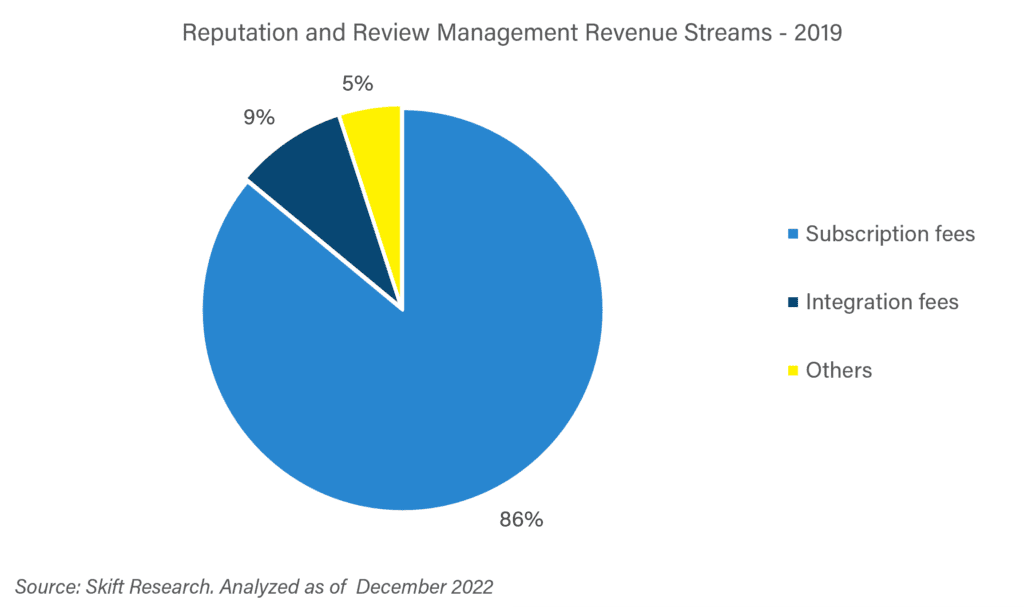 Reputation and Review Management Revenue Streams - 2019
5%
9%
Subscription fees
Integration fees
Others
86%
Source: Skift Research. Analyzed as of  December 2022